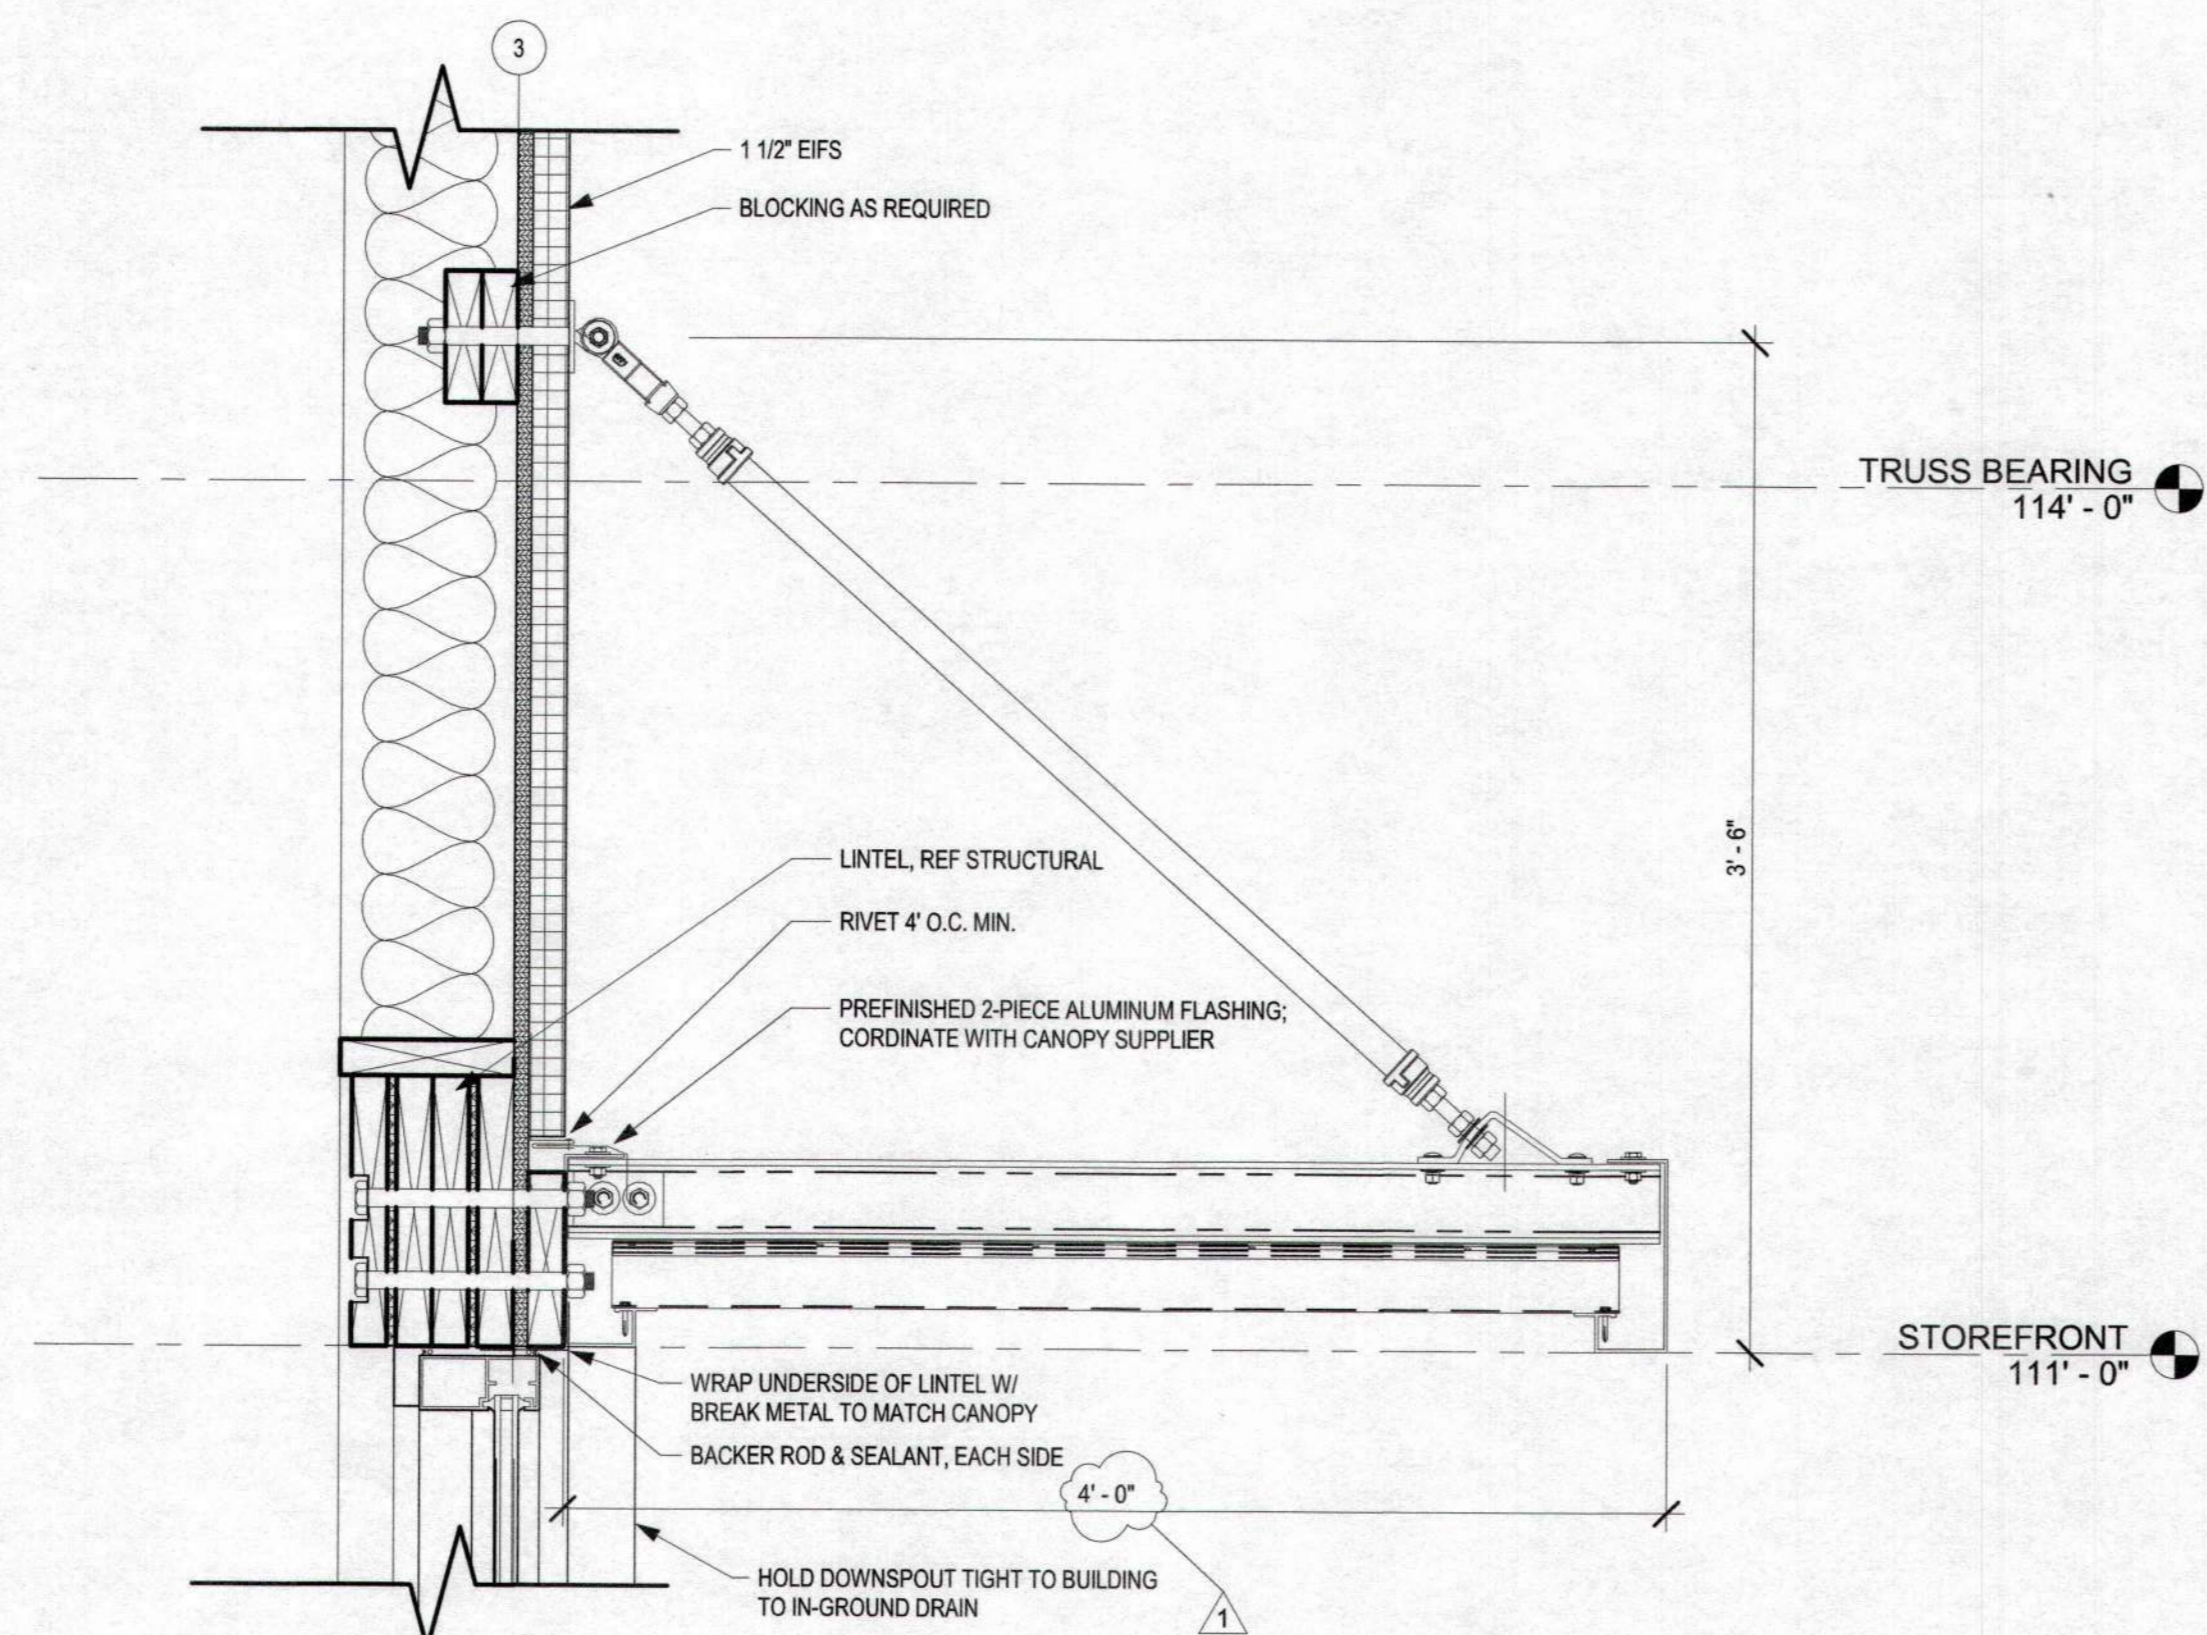 3
1 1/2" EIFS
BLOCKING AS REQUIRED
TRUSS BEARING
114' - 0"
3' - 6"
LINTEL, REF STRUCTURAL
RIVET 4' O.C. MIN.
PREFINISHED 2-PIECE ALUMINUM FLASHING;
CORDINATE WITH CANOPY SUPPLIER
STOREFRONT
111' - 0"
WRAP UNDERSIDE OF LINTEL W/
BREAK METAL TO MATCH CANOPY
BACKER ROD & SEALANT, EACH SIDE
4' - 0"
HOLD DOWNSPOUT TIGHT TO BUILDING
TO IN-GROUND DRAIN
1